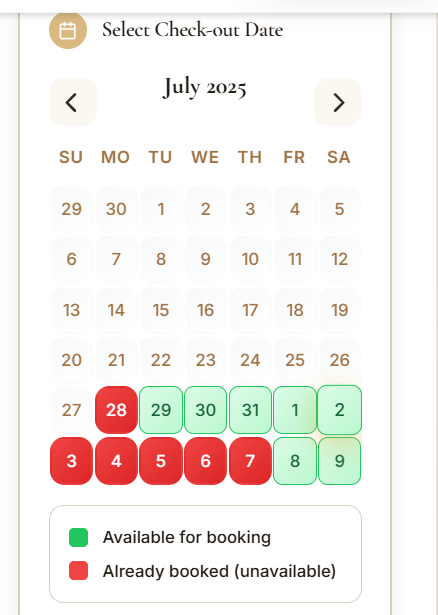 Select Check-out Date
July 2025
SU MO TU WE TH FR SA
29 30 1 2 3 4 5
6 7 8 9 10 11 12
13 14 15 16 17 18 19
20 21 22 23 24 25 26
27 28 29 30 31 1 2
3 4 5 6 7 8 9
Available for booking
Already booked (unavailable)